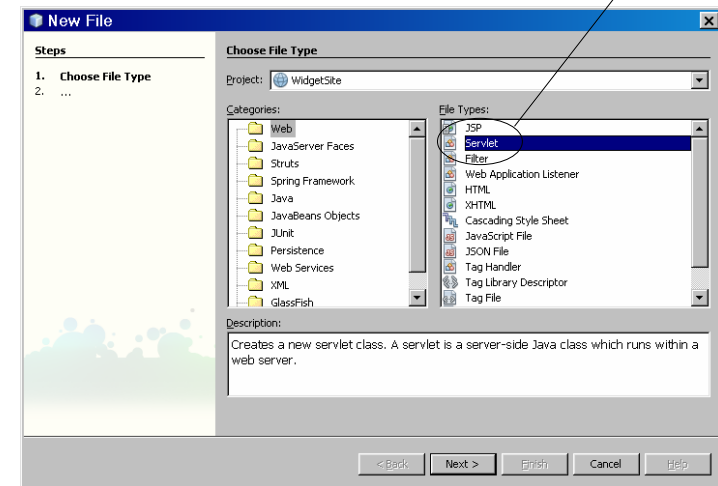 New File
Steps
1. Choose File Type
2. ...
Choose File Type
Project: WidgetSite
Categories:
Web
JavaServer Faces
Struts
Spring Framework
Java
JavaBeans Objects
JUnit
Persistence
Web Services
XML
GlassFish
File Types:
JSP
Servlet
Filter
Web Application Listener
HTML
XHTML
Cascading Style Sheet
JavaScript File
JSON File
Tag Handler
Tag Library Descriptor
Tag File
Description:
Creates a new servlet class. A servlet is a server-side Java class which runs within a
web server.
< Back Next > Finish Cancel Help